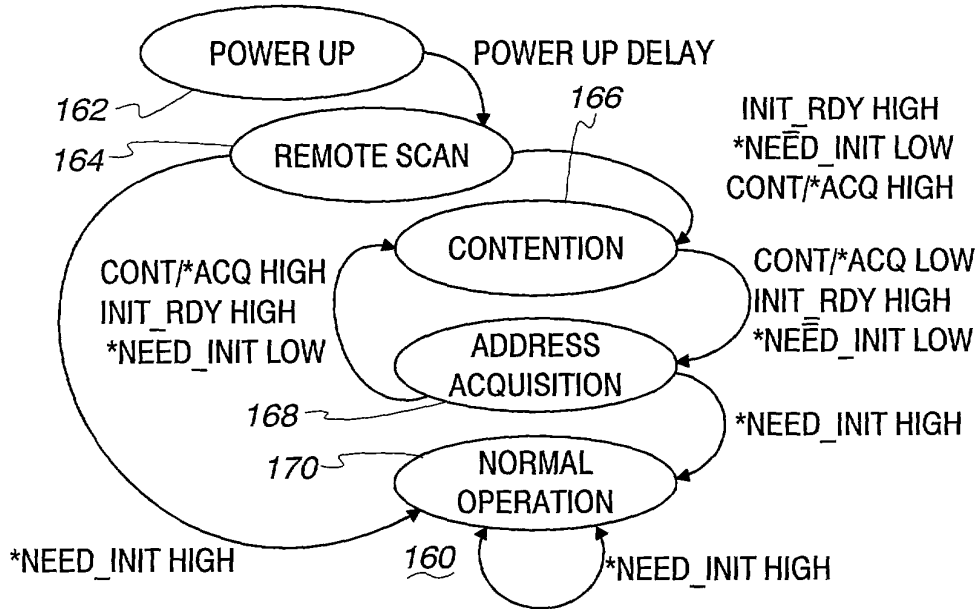 POWER UP
POWER UP DELAY
162
166
164
REMOTE SCAN
INIT_RDY HIGH
*NEED_INIT LOW
CONT/*ACQ HIGH
CONTENTION
CONT/*ACQ HIGH
INIT_RDY HIGH
*NEED_INIT LOW
CONT/*ACQ LOW
INIT_RDY HIGH
*NEED_INIT LOW
ADDRESS
ACQUISITION
168
*NEED_INIT HIGH
170
NORMAL
OPERATION
*NEED_INIT HIGH
160
*NEED_INIT HIGH